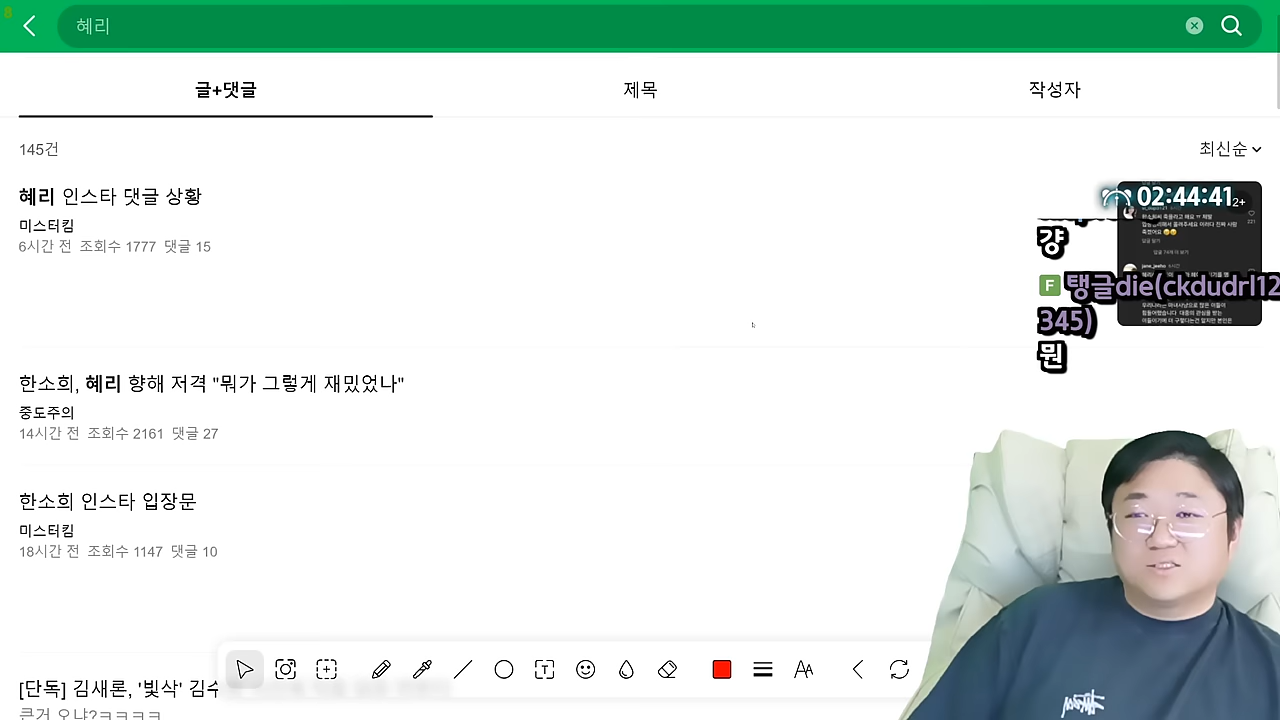 혜리
글+댓글
제목
작성자
145건
최신순
혜리 인스타 댓글 상황
미스터킴
6시간 전 조회수 1777 댓글 15
02:44:41
2+
걍
F 탱글die(ckdudrl12
345)
뭔
한소희, 혜리 향해 저격 "뭐가 그렇게 재밌었나"
중도주의
14시간 전 조회수 2161 댓글 27
한소희 인스타 입장문
미스터킴
18시간 전 조회수 1147 댓글 10
[단독] 김새론, '빛삭' 김수
큰거 오냐?ㅋㅋㅋㅋ